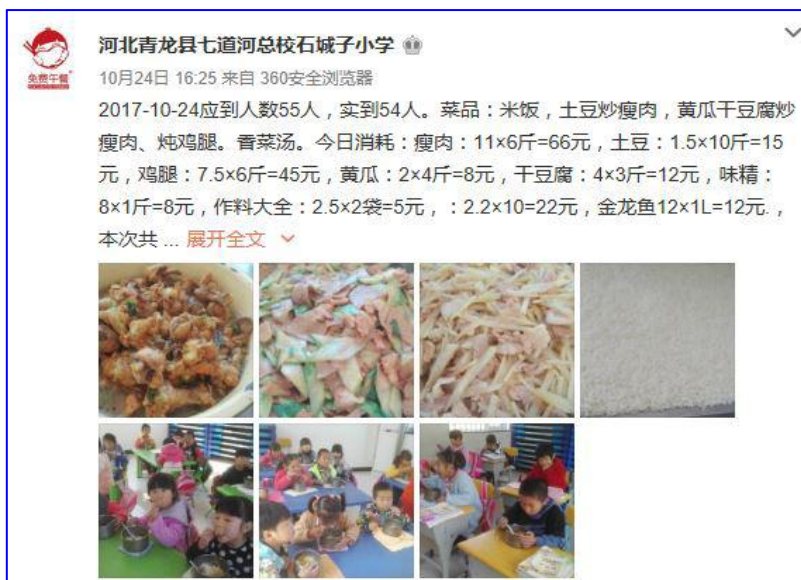 河北青龙县七道河总校石城子小学
10月24日 16:25 来自 360安全浏览器
2017-10-24应到人数55人，实到54人。菜品：米饭，土豆炒瘦肉，黄瓜干豆腐炒
瘦肉、炖鸡腿。香菜汤。今日消耗：瘦肉：11×6斤=66元，土豆：1.5×10斤=15
元，鸡腿：7.5×6斤=45元，黄瓜：2×4斤=8元，干豆腐：4×3斤=12元，味精：
8×1斤=8元，作料大全：2.5×2袋=5元，：2.2×10=22元，金龙鱼12×1L=12元.，
本次共 ... 展开全文
免费午餐